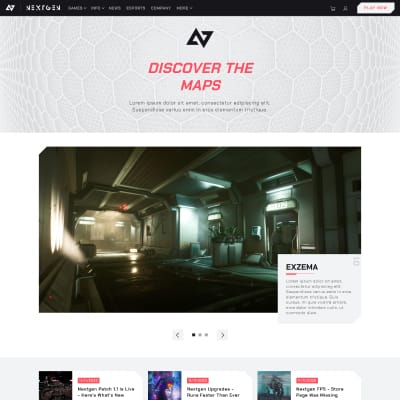 NEXTGEN GAMES INFO NEWS ESPORTS COMPANY MORE PLAY NOW
DISCOVER THE
MAPS
Lorem ipsum dolor sit amet, consectetur adipiscing elit.
Suspendisse varius enim in eros elementum tristique.
01
EXZEMA
Lorem ipsum dolor sit amet,
consectetur adipiscing elit.
Suspendisse varius enim in eros
elementum tristique. Duis
cursus, mi quis viverra ornare,
eros dolor interdum nulla, ut
commodo diam.
Nextgen Patch 1.1 is Live
- Here's What's New
Nextgen Upgrades -
Runs Faster Than Ever
Nextgen FPS - Store
Page Was Missing